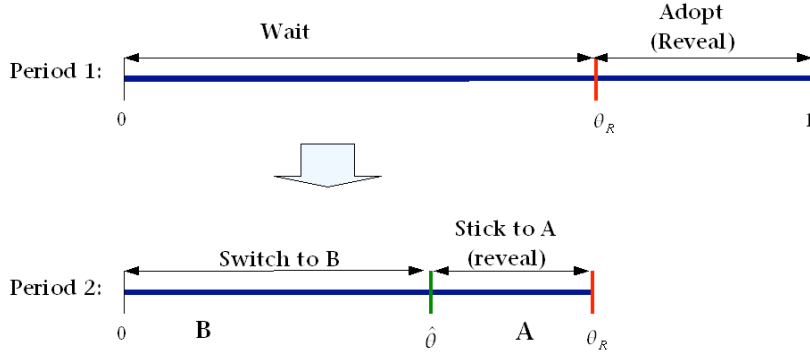 Adopt
(Reveal)
Wait
Period 1:
0
θ_R
1
Stick to A
(reveal)
Switch to B
Period 2:
0
B
θ̂
A
θ_R